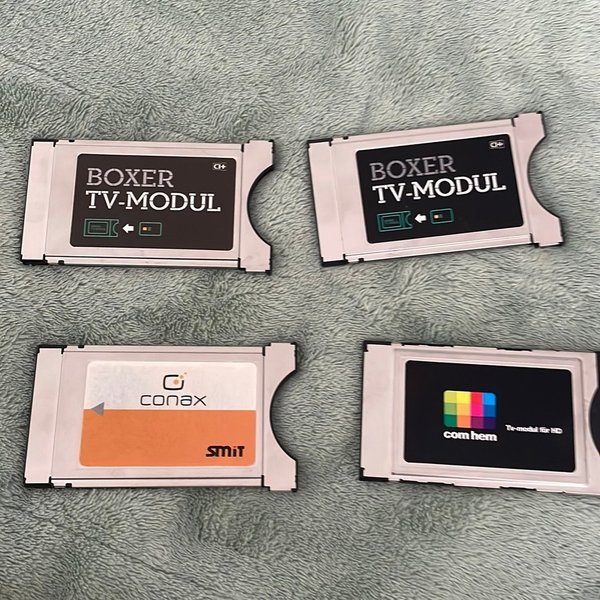 CI+
BOXER
TV-MODUL
CI+
BOXER
TV-MODUL
conax
SMiT
com hem
Tv-modul för HD